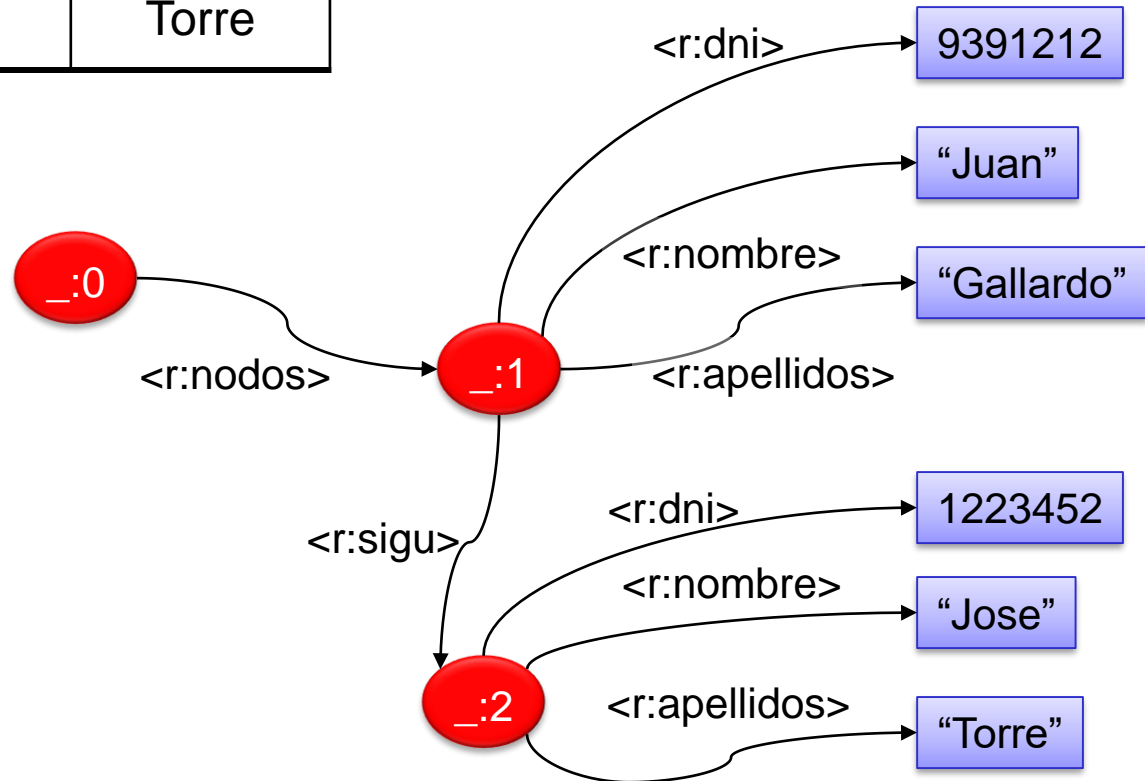 Torre
<r:dni>
9391212
“Juan”
<r:nombre>
“Gallardo”
_:0
<r:nodos>
_:1
<r:apellidos>
<r:sigu>
<r:dni>
1223452
<r:nombre>
“Jose”
_:2
<r:apellidos>
“Torre”